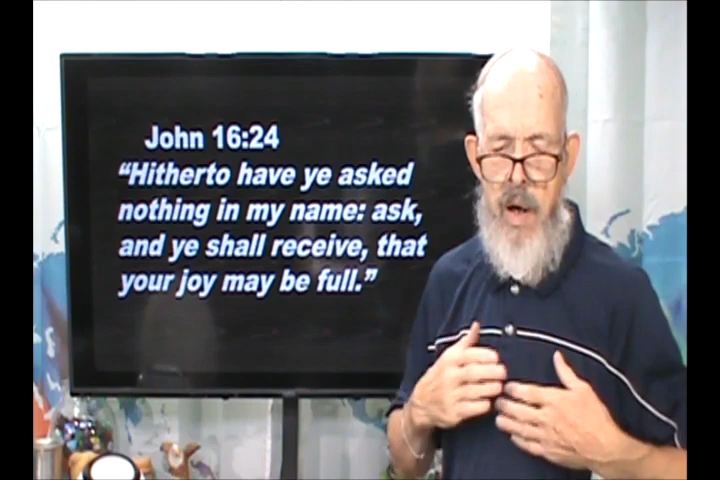 John 16:24
“Hitherto have ye asked
nothing in my name: ask,
and ye shall receive, that
your joy may be full.”